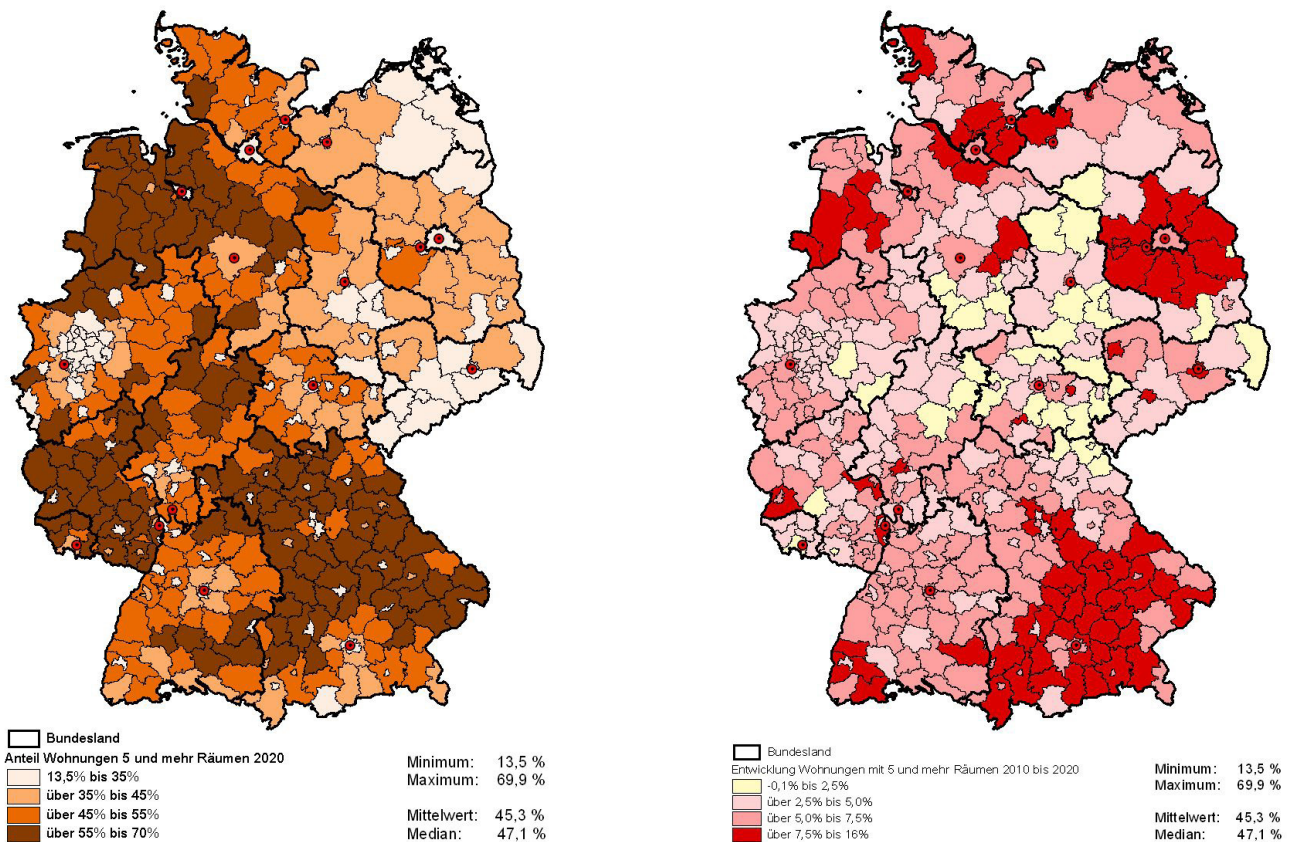 Bundesland
Anteil Wohnungen 5 und mehr Räumen 2020
13,5% bis 35%
über 35% bis 45%
über 45% bis 55%
über 55% bis 70%
Minimum: 13,5 %
Maximum: 69,9 %
Mittelwert: 45,3 %
Median: 47,1 %
Bundesland
Entwicklung Wohnungen mit 5 und mehr Räumen 2010 bis 2020
-0,1% bis 2,5%
über 2,5% bis 5,0%
über 5,0% bis 7,5%
über 7,5% bis 16%
Minimum: 13,5 %
Maximum: 69,9 %
Mittelwert: 45,3 %
Median: 47,1 %